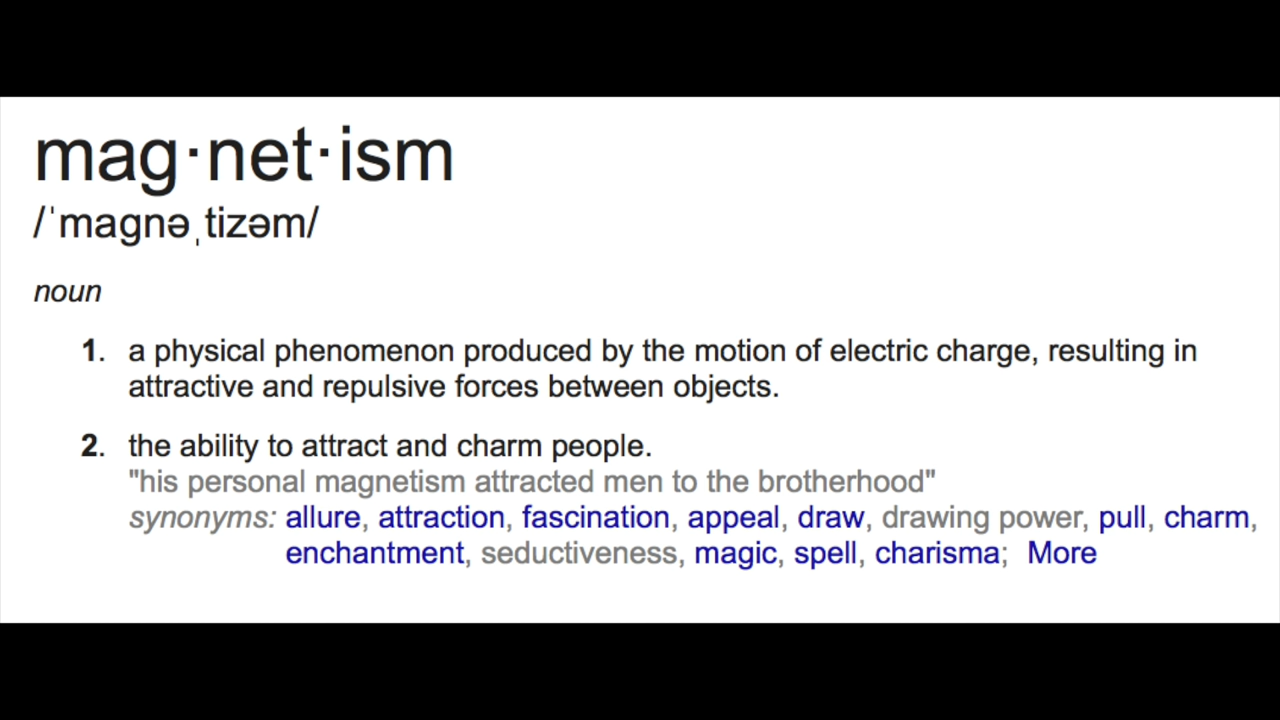 mag·net·ism
/ˈmaɡnəˌtizəm/
noun
1. a physical phenomenon produced by the motion of electric charge, resulting in
attractive and repulsive forces between objects.
2. the ability to attract and charm people.
"his personal magnetism attracted men to the brotherhood"
synonyms: allure, attraction, fascination, appeal, draw, drawing power, pull, charm,
enchantment, seductiveness, magic, spell, charisma; More